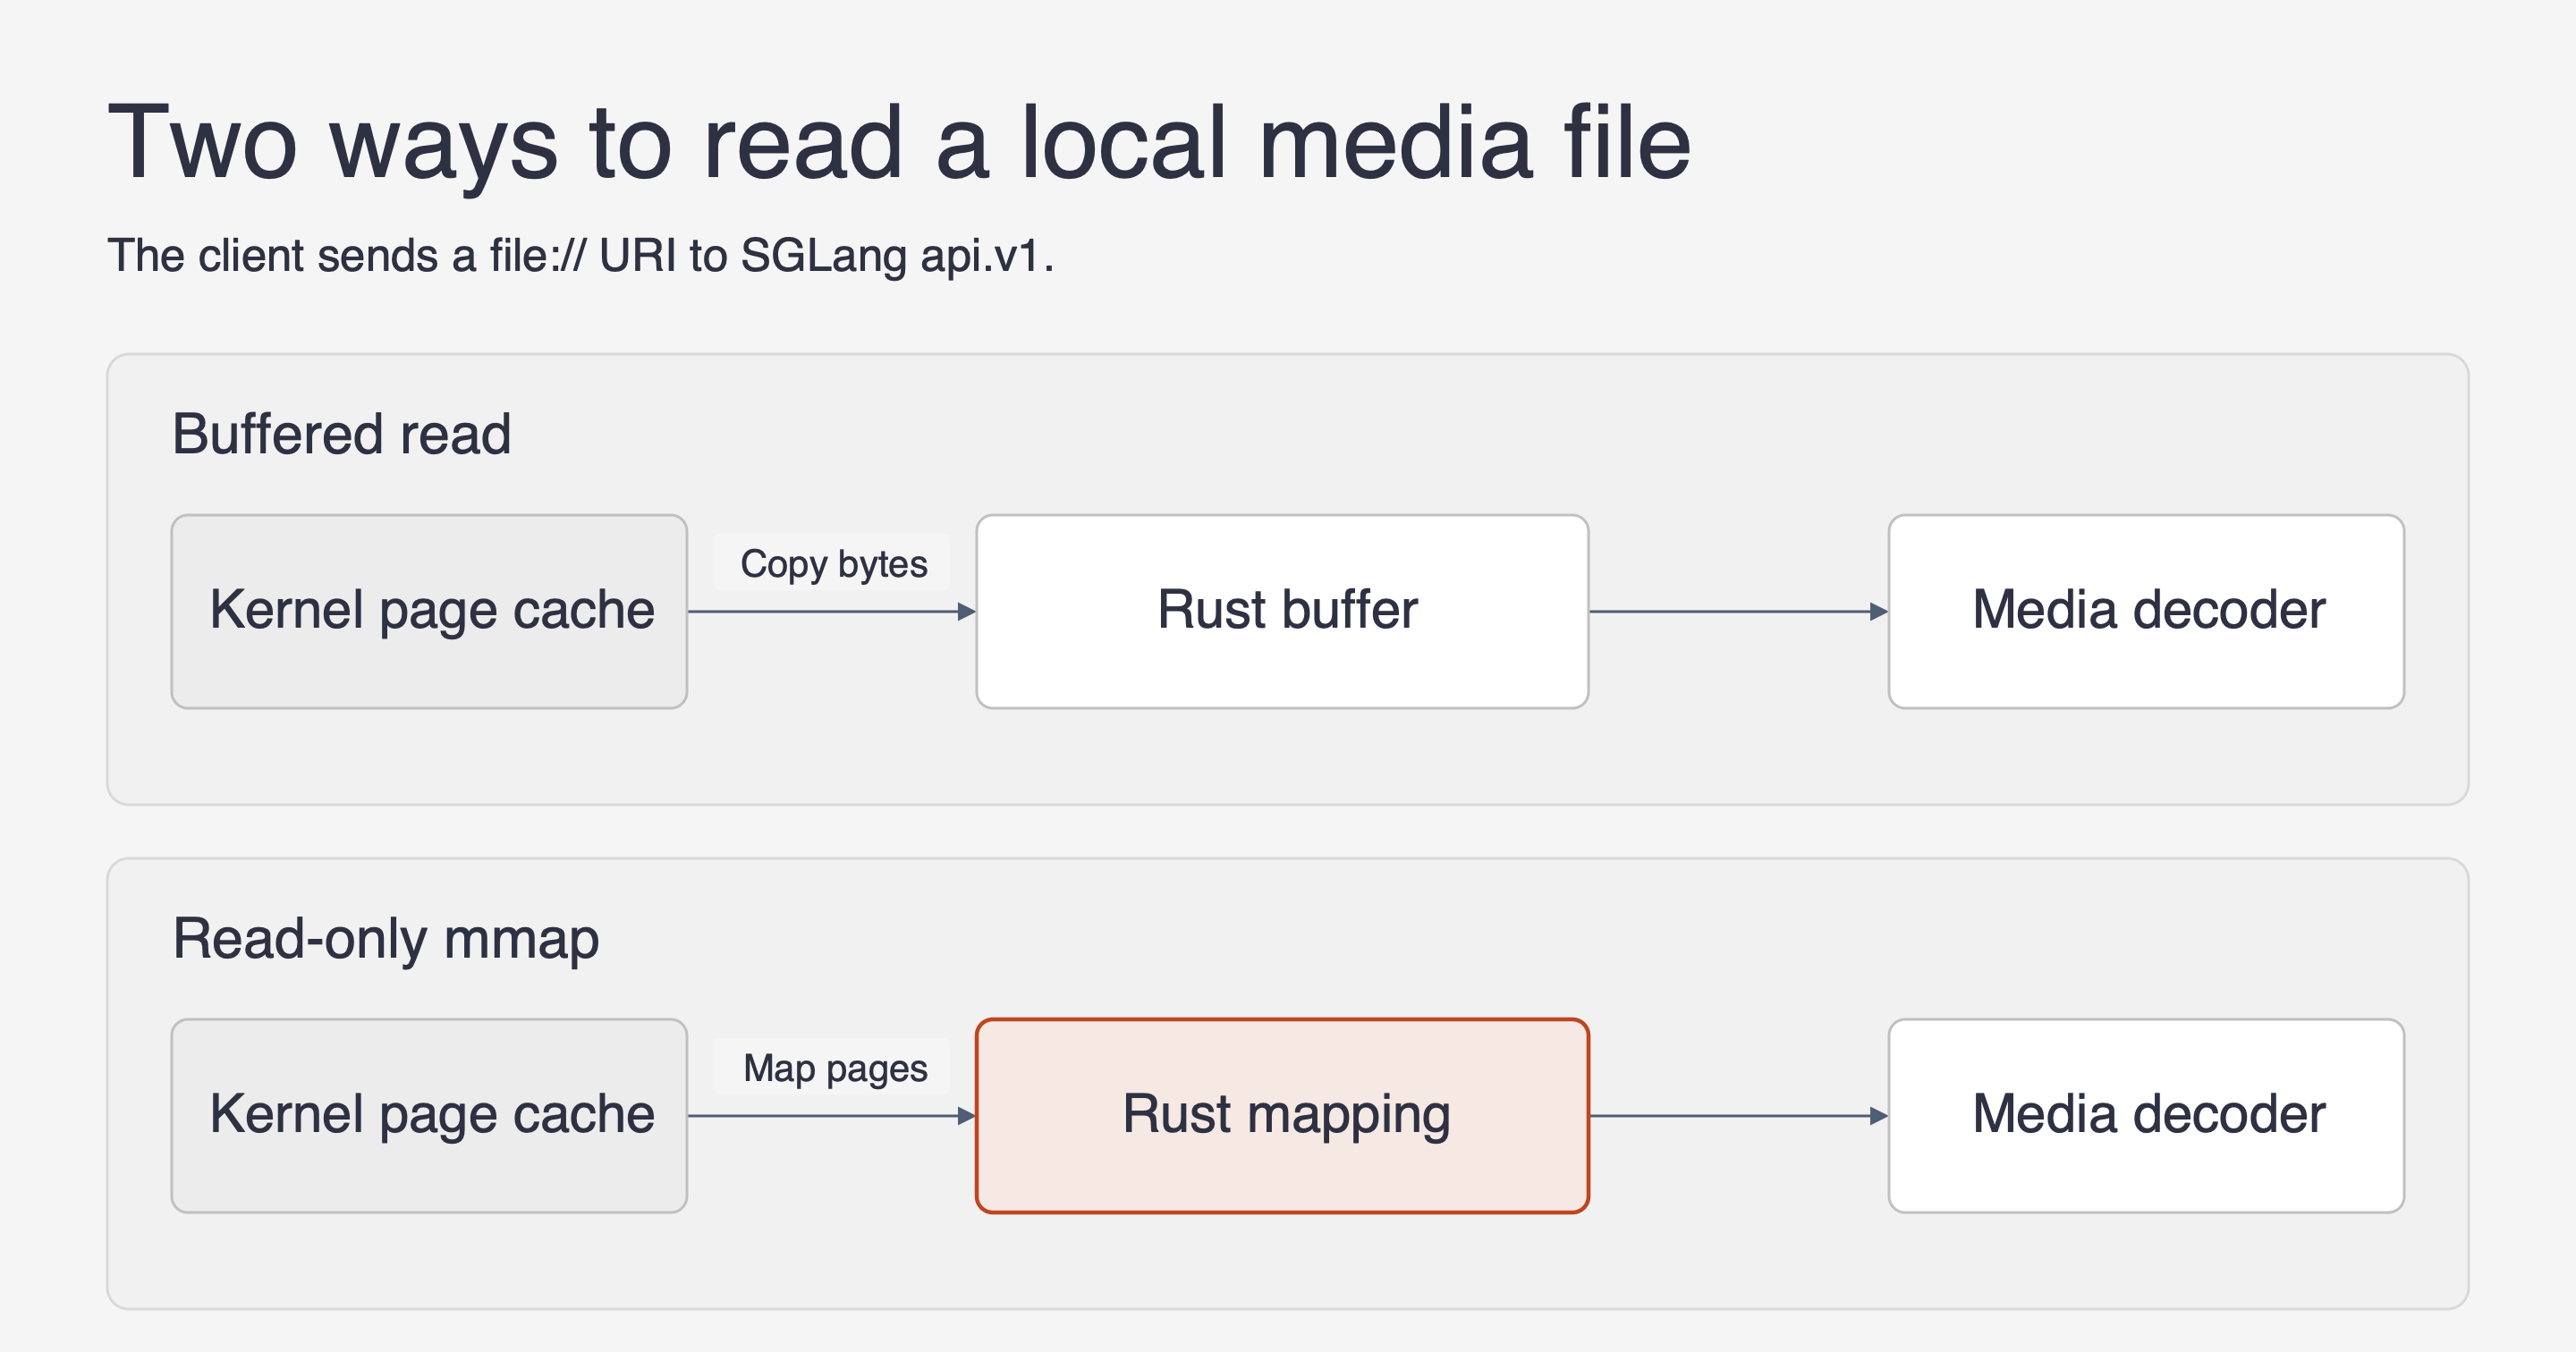 Two ways to read a local media file
The client sends a file:// URI to SGLang api.v1.
Buffered read
Kernel page cache
Copy bytes
Rust buffer
Media decoder
Read-only mmap
Kernel page cache
Map pages
Rust mapping
Media decoder